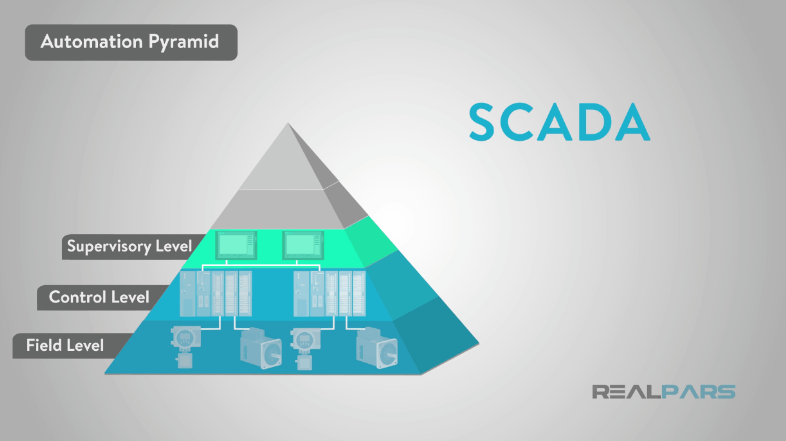 Automation Pyramid
SCADA
Supervisory Level
Control Level
Field Level
REALPARS